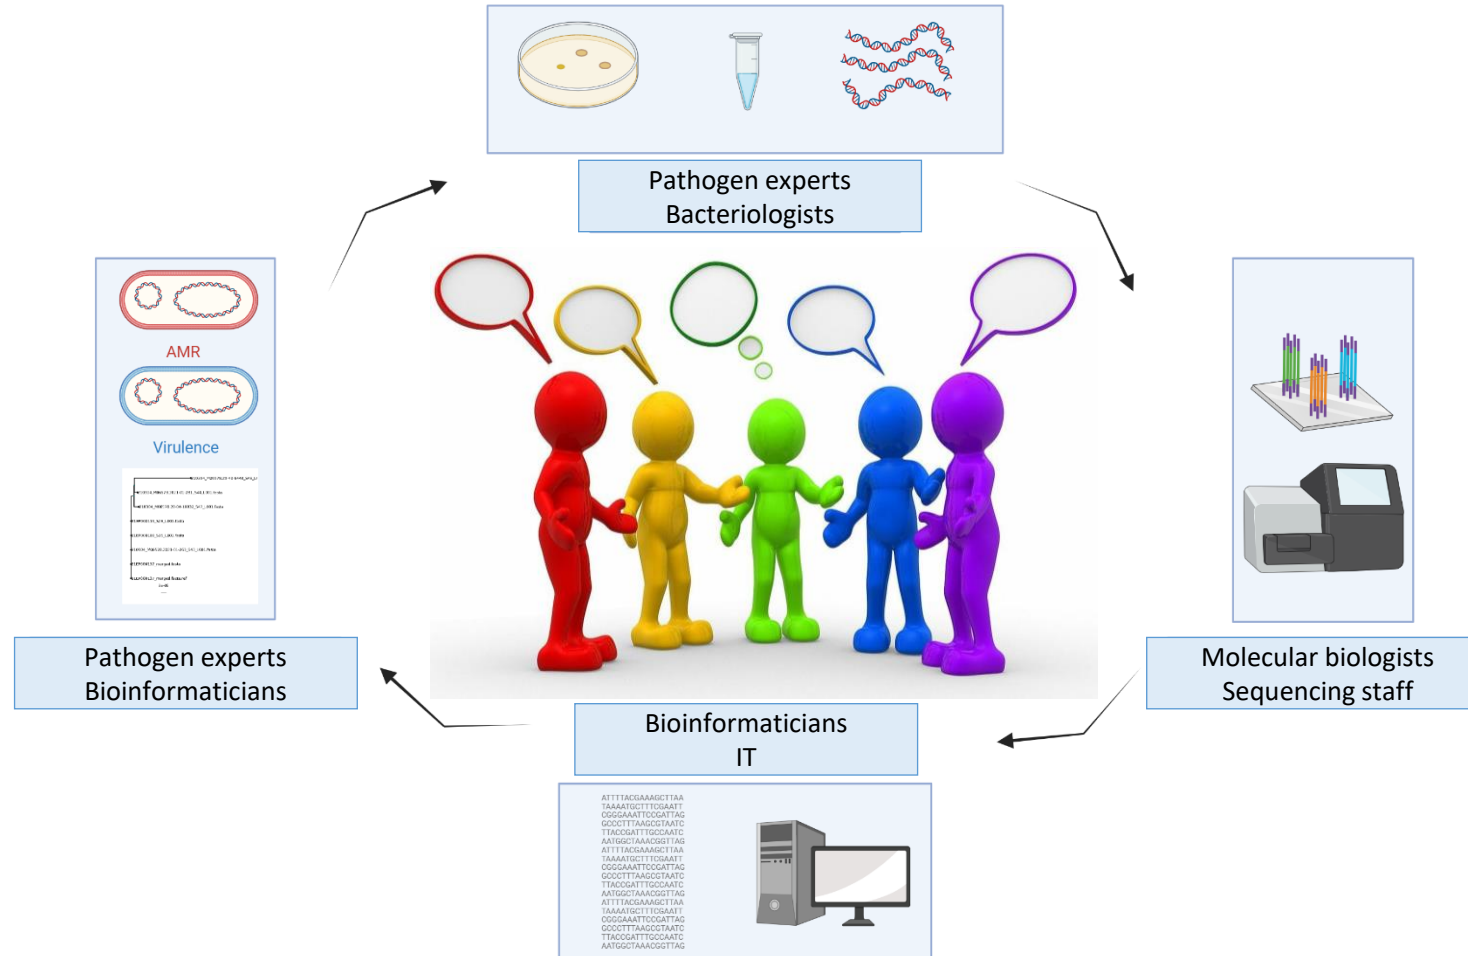 Pathogen experts
Bacteriologists
AMR
Virulence
Pathogen experts
Bioinformaticians
Molecular biologists
Sequencing staff
Bioinformaticians
IT
ATTTTACGAAAGCTTAA
TAAAATGCTTTCGAATT
CGGGAAATTCCGATTAG
GCCCTTTAAGCGTAATC
TTACCGATTTGCCAATC
AATGGCTAAACGGTTAG
ATTTTACGAAAGCTTAA
TAAAATGCTTTCGAATT
CGGGAAATTCCGATTAG
GCCCTTTAAGCGTAATC
TTACCGATTTGCCAATC
AATGGCTAAACGGTTAG
ATTTTACGAAAGCTTAA
TAAAATGCTTTCGAATT
CGGGAAATTCCGATTAG
GCCCTTTAAGCGTAATC
TTACCGATTTGCCAATC
AATGGCTAAACGGTTAG